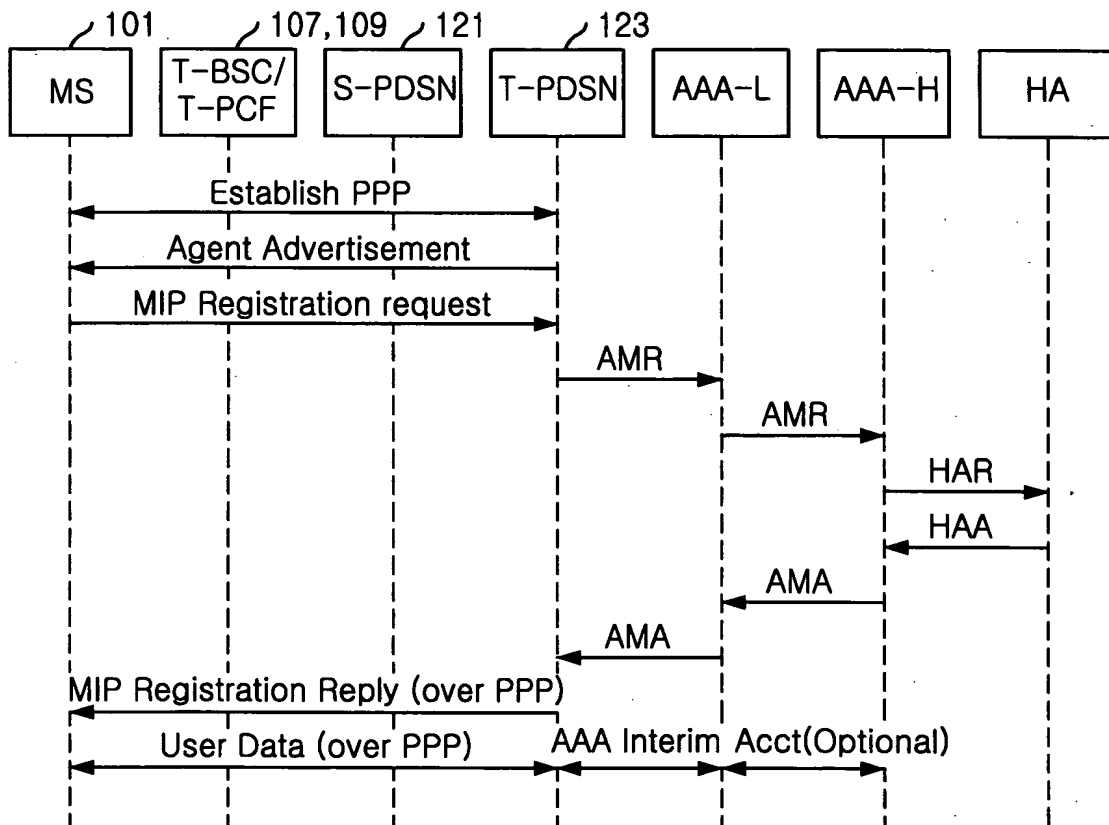 101
107,109
121
123
MS
T-BSC/
T-PCF
S-PDSN
T-PDSN
AAA-L
AAA-H
HA
Establish PPP
Agent Advertisement
MIP Registration request
AMR
AMR
HAR
HAA
AMA
AMA
MIP Registration Reply (over PPP)
User Data (over PPP)
AAA Interim Acct(Optional)